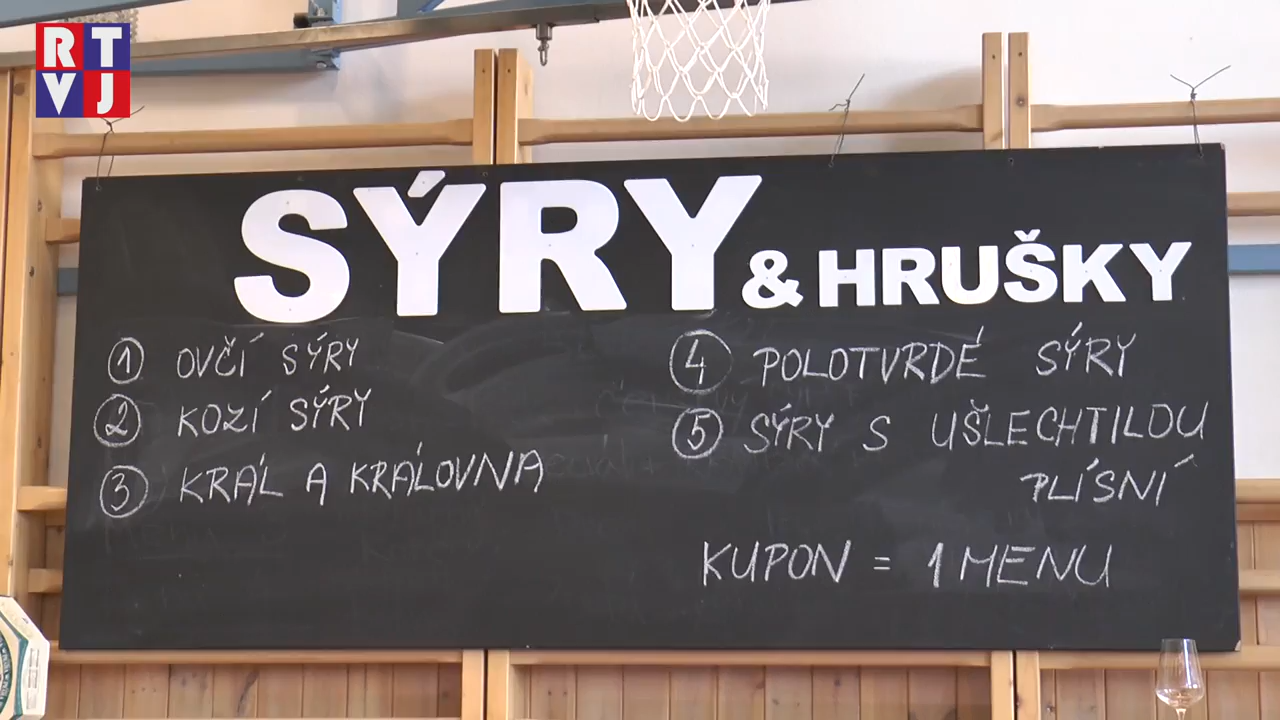 RTVJ
SÝRY & HRUŠKY
1 OVČÍ SÝRY
2 KOZÍ SÝRY
3 KRÁL A KRÁLOVNA
4 POLOTVRDÉ SÝRY
5 SÝRY S UŠLECHTILOU
PLÍSNÍ
KUPON = 1 MENU